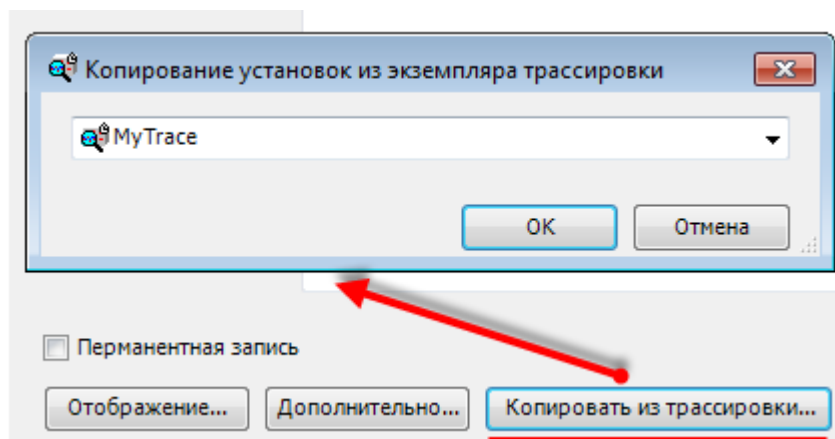 Копирование установок из экземпляра трассировки
MyTrace
OK
Отмена
Перманентная запись
Отображение...
Дополнительно...
Копировать из трассировки...